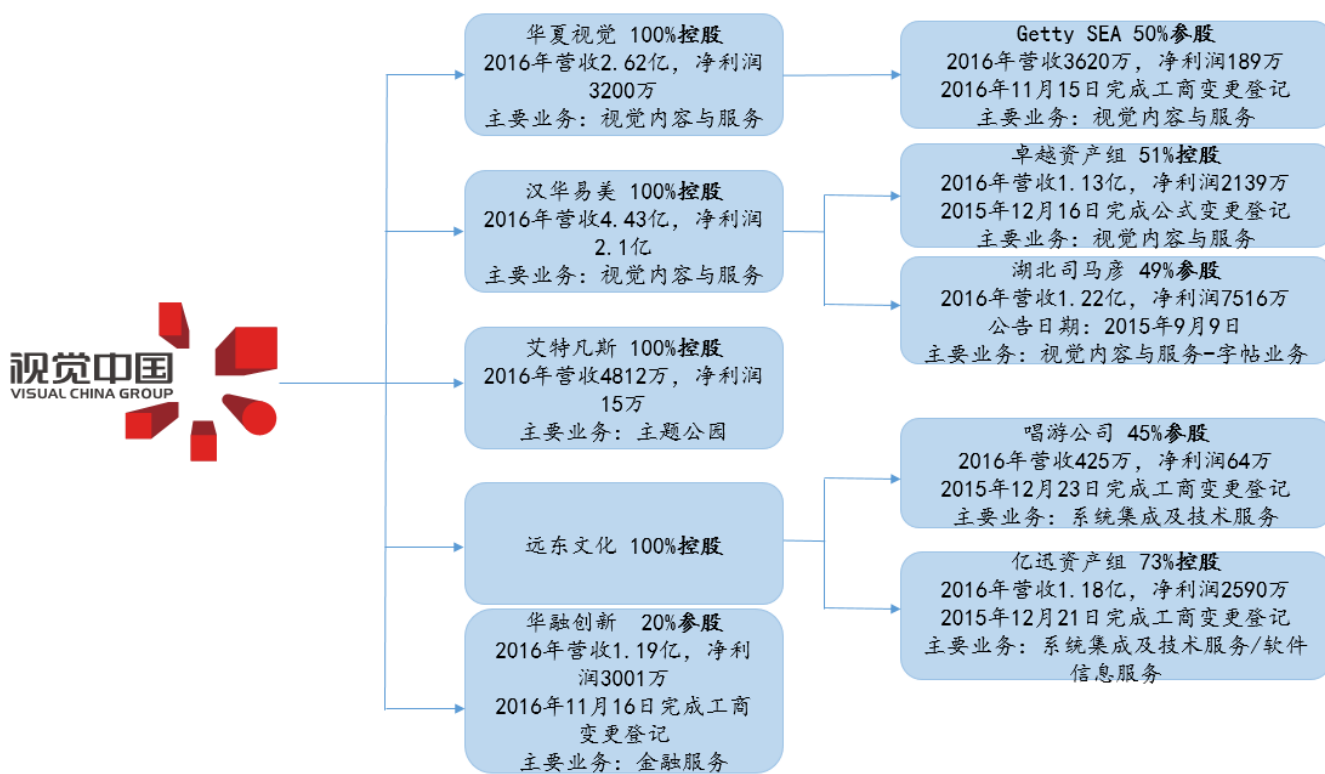 视觉中国
VISUAL CHINA GROUP
华夏视觉 100%控股
2016年营收2.62亿，净利润
3200万
主要业务：视觉内容与服务
Getty SEA 50%参股
2016年营收3620万，净利润189万
2016年11月15日完成工商变更登记
主要业务：视觉内容与服务
汉华易美 100%控股
2016年营收4.43亿，净利润
2.1亿
主要业务：视觉内容与服务
卓越资产组 51%控股
2016年营收1.13亿，净利润2139万
2015年12月16日完成公式变更登记
主要业务：视觉内容与服务
湖北司马彦 49%参股
2016年营收1.22亿，净利润7516万
公告日期：2015年9月9日
主要业务：视觉内容与服务-字帖业务
艾特凡斯 100%控股
2016年营收4812万，净利润
15万
主要业务：主题公园
远东文化 100%控股
唱游公司 45%参股
2016年营收425万，净利润64万
2015年12月23日完成工商变更登记
主要业务：系统集成及技术服务
亿迅资产组 73%控股
2016年营收1.18亿，净利润2590万
2015年12月21日完成工商变更登记
主要业务：系统集成及技术服务/软件
信息服务
华融创新 20%参股
2016年营收1.19亿，净利
润3001万
2016年11月16日完成工商
变更登记
主要业务：金融服务